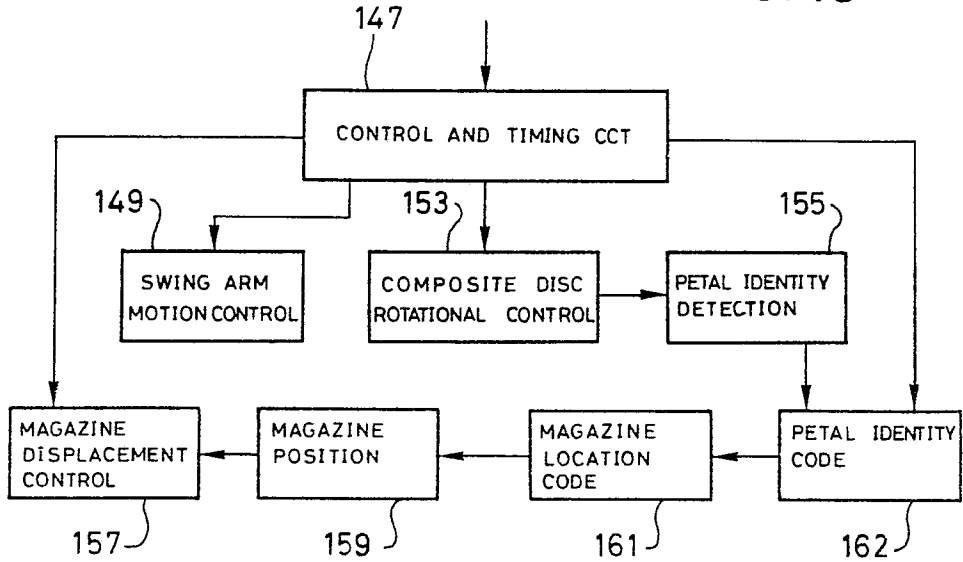 147
CONTROL AND TIMING CCT
149
153
155
SWING ARM
MOTION CONTROL
COMPOSITE DISC
ROTATIONAL CONTROL
PETAL IDENTITY
DETECTION
MAGAZINE
DISPLACEMENT
CONTROL
MAGAZINE
POSITION
MAGAZINE
LOCATION
CODE
PETAL IDENTITY
CODE
157
159
161
162